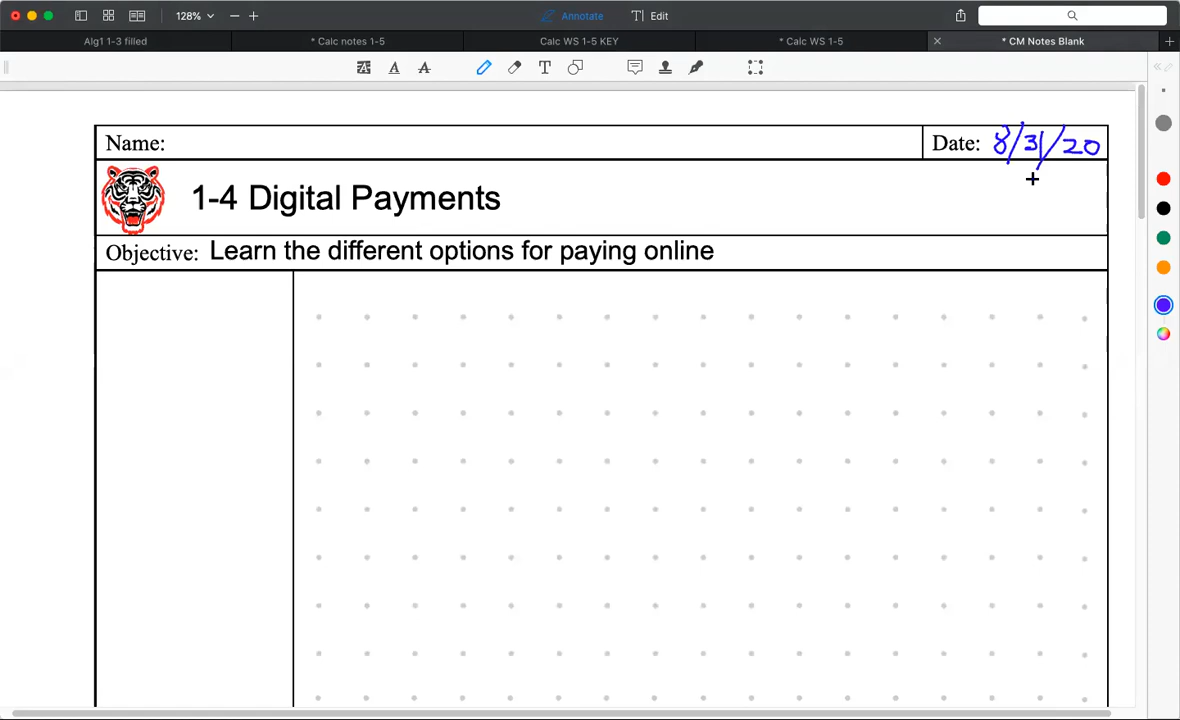 128%
Annotate
Edit
Alg1 1-3 filled
* Calc notes 1-5
Calc WS 1-5 KEY
* Calc WS 1-5
* CM Notes Blank
A A A T
Name:
Date: 8/31/20
1-4 Digital Payments
Objective: Learn the different options for paying online